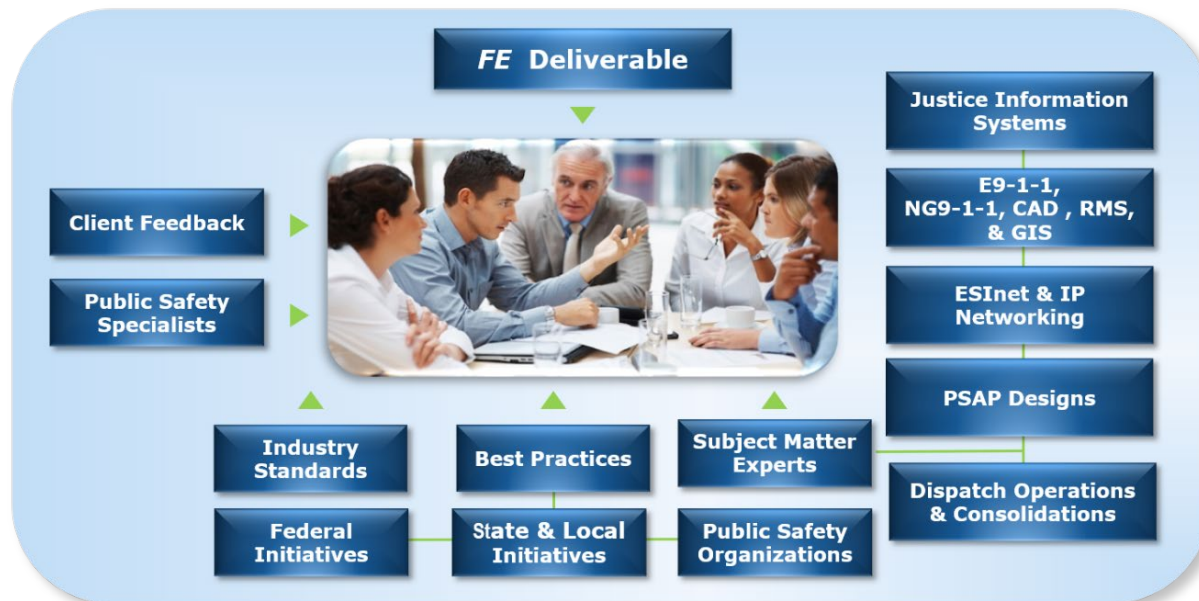 FE Deliverable
Justice Information
Systems
E9-1-1,
NG9-1-1, CAD , RMS,
& GIS
Client Feedback
Public Safety
Specialists
ESInet & IP
Networking
PSAP Designs
Industry
Standards
Best Practices
Subject Matter
Experts
Dispatch Operations
& Consolidations
Federal
Initiatives
State & Local
Initiatives
Public Safety
Organizations